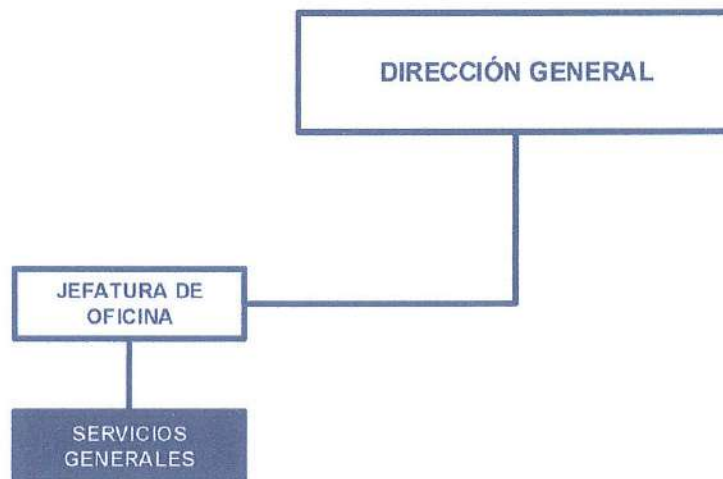 DIRECCIÓN GENERAL
JEFATURA DE
OFICINA
SERVICIOS
GENERALES